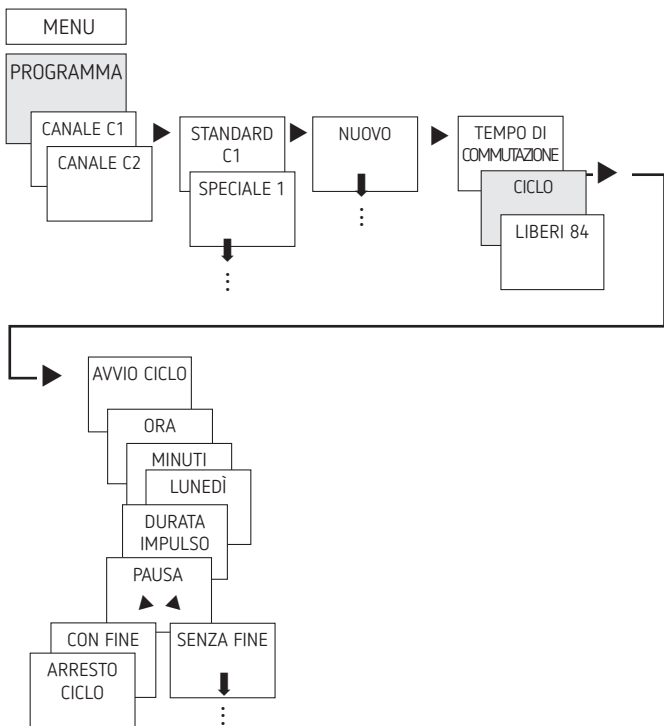 MENU
PROGRAMMA
CANALE C1
CANALE C2
STANDARD
C1
SPECIALE 1
NUOVO
TEMPO DI
COMMUTAZIONE
CICLO
LIBERI 84
AVVIO CICLO
ORA
MINUTI
LUNEDÌ
DURATA
IMPULSO
PAUSA
CON FINE
SENZA FINE
ARRESTO
CICLO